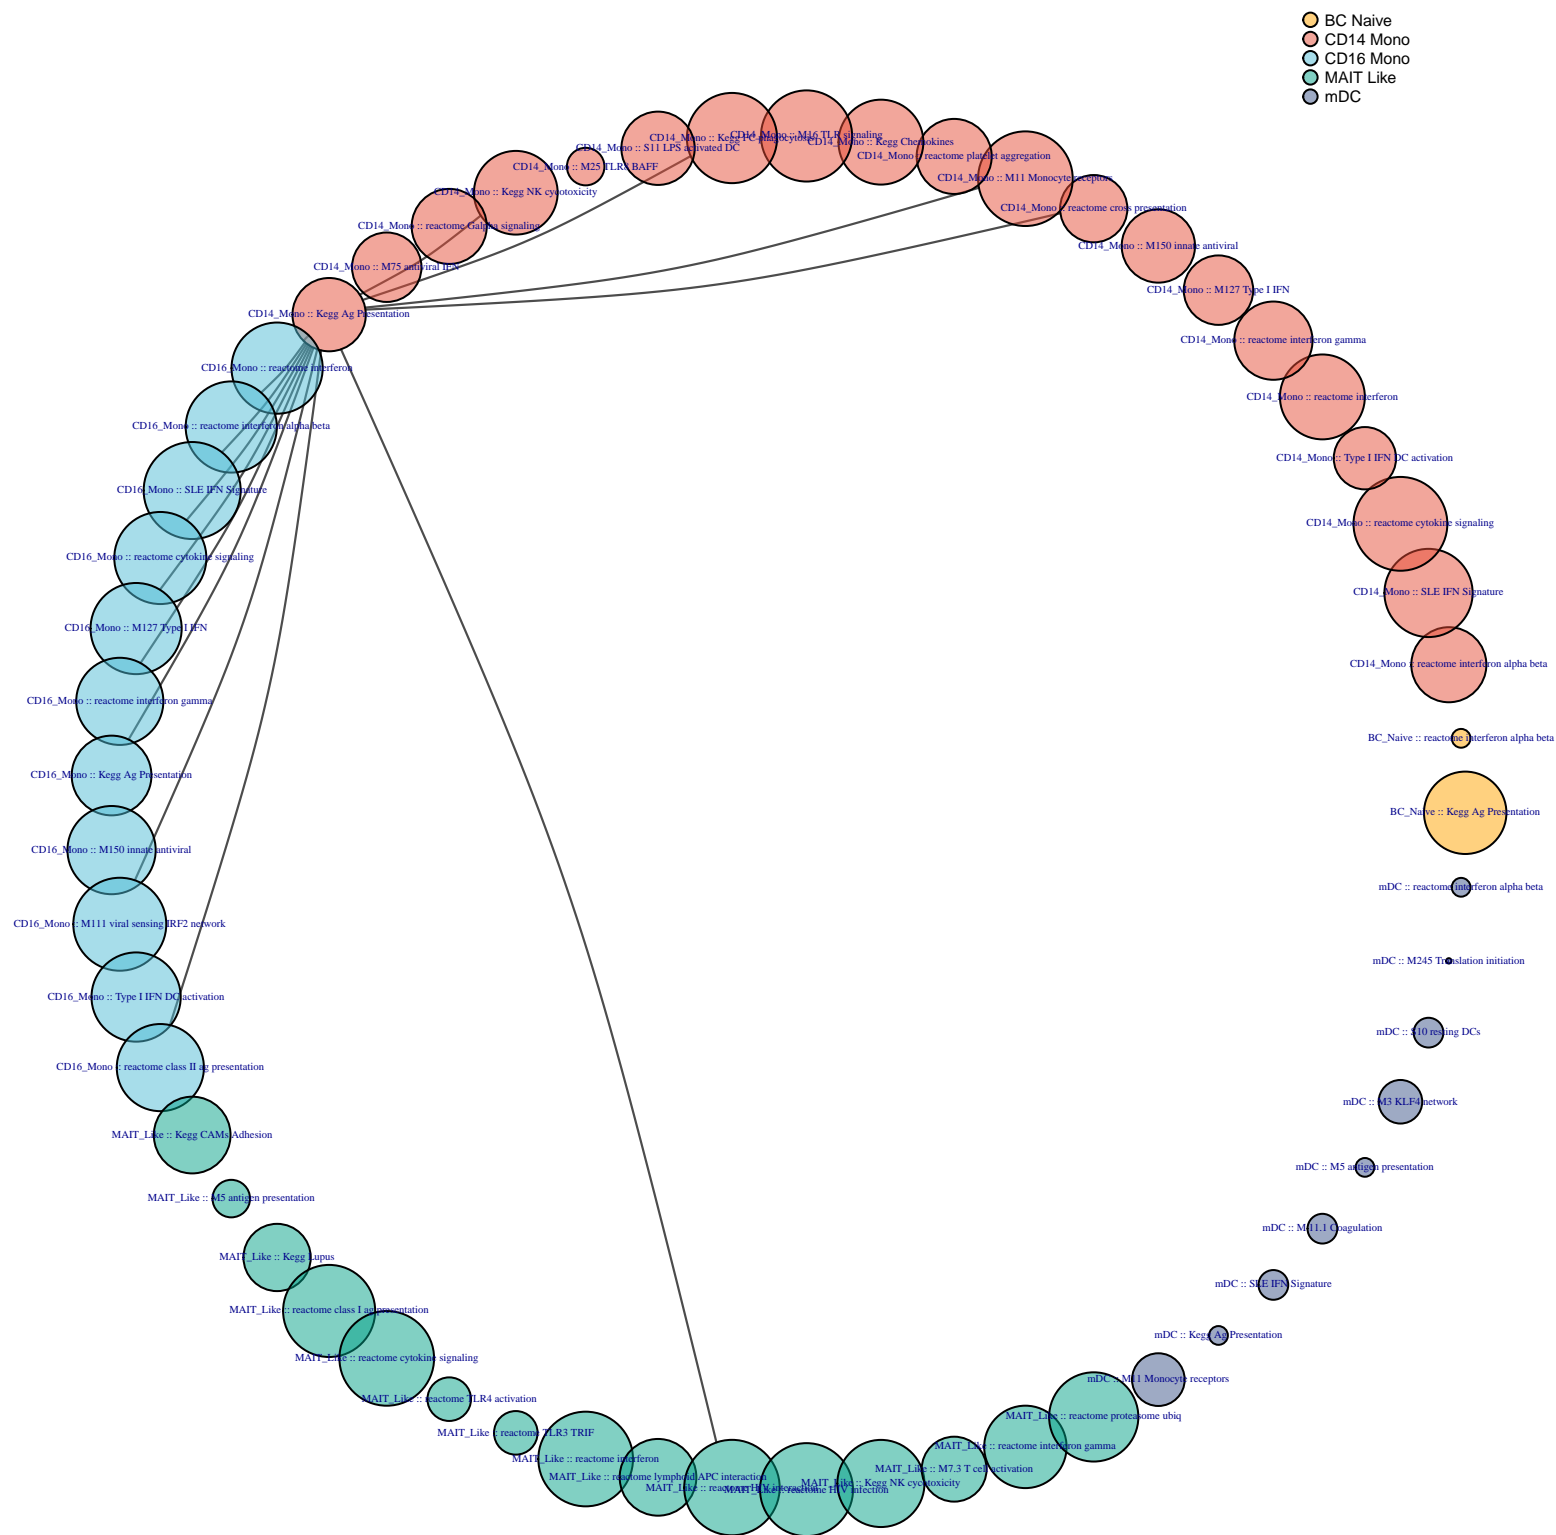 BC Naive
CD14 Mono
CD16 Mono
MAIT Like
mDC
CD14_Mono :: M16 TLR signaling
CD14_Mono :: Kegg FC phagocytosis
CD14_Mono :: Kegg Chemokines
CD14_Mono :: S11 LPS activated DC
CD14_Mono :: reactome platelet aggregation
CD14_Mono :: M25 TLR8 BAFF
CD14_Mono :: M11 Monocyte receptors
CD14_Mono :: Kegg NK cycotoxicity
CD14_Mono :: reactome cross presentation
CD14_Mono :: reactome Galpha signaling
CD14_Mono :: M150 innate antiviral
CD14_Mono :: M75 antiviral IFN
CD14_Mono :: M127 Type I IFN
CD14_Mono :: Kegg Ag Presentation
CD14_Mono :: reactome interferon gamma
CD16_Mono :: reactome interferon
CD14_Mono :: reactome interferon
CD16_Mono :: reactome interferon alpha beta
CD14_Mono :: Type I IFN DC activation
CD16_Mono :: SLE IFN Signature
CD14_Mono :: reactome cytokine signaling
CD16_Mono :: reactome cytokine signaling
CD14_Mono :: SLE IFN Signature
CD16_Mono :: M127 Type I IFN
CD14_Mono :: reactome interferon alpha beta
CD16_Mono :: reactome interferon gamma
BC_Naive :: reactome interferon alpha beta
CD16_Mono :: Kegg Ag Presentation
BC_Naive :: Kegg Ag Presentation
CD16_Mono :: M150 innate antiviral
mDC :: reactome interferon alpha beta
CD16_Mono :: M111 viral sensing IRF2 network
mDC :: M245 Translation initiation
CD16_Mono :: Type I IFN DC activation
mDC :: S10 resting DCs
CD16_Mono :: reactome class II ag presentation
mDC :: M3 KLF4 network
MAIT_Like :: Kegg CAMs Adhesion
mDC :: M5 antigen presentation
MAIT_Like :: M5 antigen presentation
mDC :: M-11.1 Coagulation
MAIT_Like :: Kegg Lupus
mDC :: SLE IFN Signature
MAIT_Like :: reactome class I ag presentation
mDC :: Kegg Ag Presentation
MAIT_Like :: reactome cytokine signaling
mDC :: M11 Monocyte receptors
MAIT_Like :: reactome TLR4 activation
MAIT_Like :: reactome proteasome ubiq
MAIT_Like :: reactome TLR3 TRIF
MAIT_Like :: reactome interferon gamma
MAIT_Like :: reactome interferon
MAIT_Like :: M7.3 T cell activation
MAIT_Like :: reactome lymphoid APC interaction
MAIT_Like :: Kegg NK cycotoxicity
MAIT_Like :: reactome HIV interaction
MAIT_Like :: reactome HIV infection